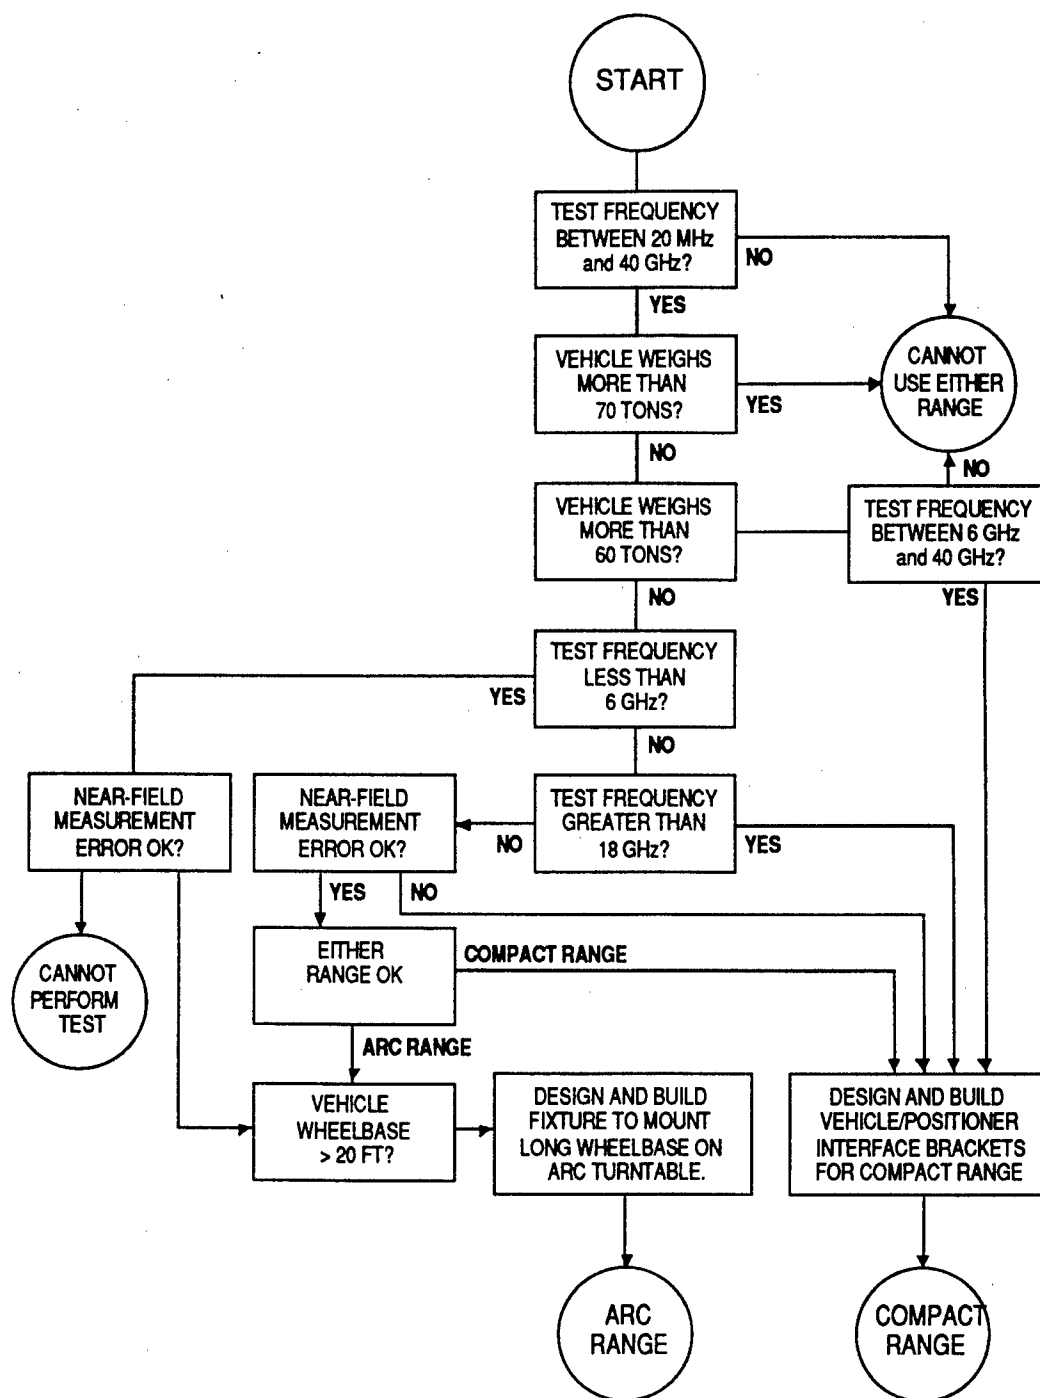 START
TEST FREQUENCY
BETWEEN 20 MHz
and 40 GHz?
NO
YES
VEHICLE WEIGHS
MORE THAN
70 TONS?
YES
CANNOT
USE EITHER
RANGE
NO
NO
VEHICLE WEIGHS
MORE THAN
60 TONS?
TEST FREQUENCY
BETWEEN 6 GHz
and 40 GHz?
NO
YES
TEST FREQUENCY
LESS THAN
6 GHz?
YES
NO
NEAR-FIELD
MEASUREMENT
ERROR OK?
NEAR-FIELD
MEASUREMENT
ERROR OK?
TEST FREQUENCY
GREATER THAN
18 GHz?
NO
YES
YES
NO
CANNOT
PERFORM
TEST
EITHER
RANGE OK
COMPACT RANGE
ARC RANGE
VEHICLE
WHEELBASE
> 20 FT?
DESIGN AND BUILD
FIXTURE TO MOUNT
LONG WHEELBASE ON
ARC TURNTABLE.
DESIGN AND BUILD
VEHICLE/POSITIONER
INTERFACE BRACKETS
FOR COMPACT RANGE
ARC
RANGE
COMPACT
RANGE